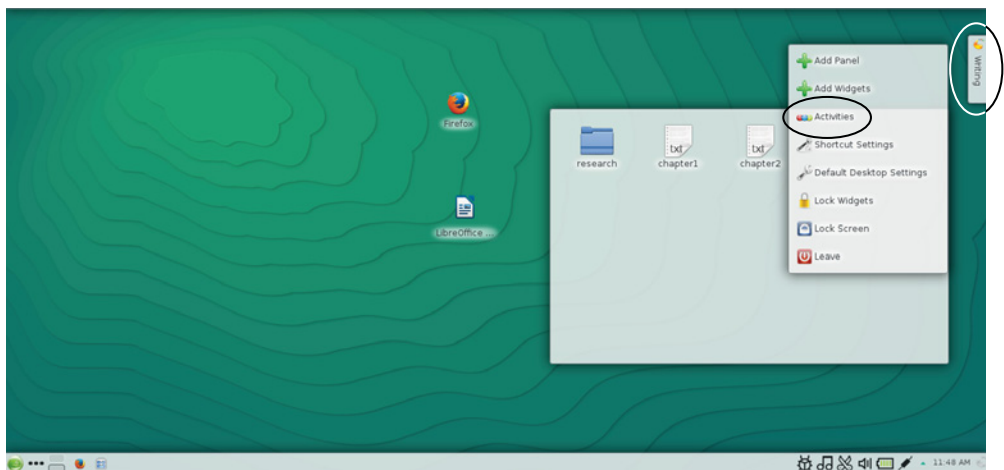 Writing
Add Panel
Add Widgets
Activities
Shortcut Settings
Default Desktop Settings
Lock Widgets
Lock Screen
Leave
Firefox
LibreOffice ...
research
chapter1
chapter2
txt
txt
11:48 AM